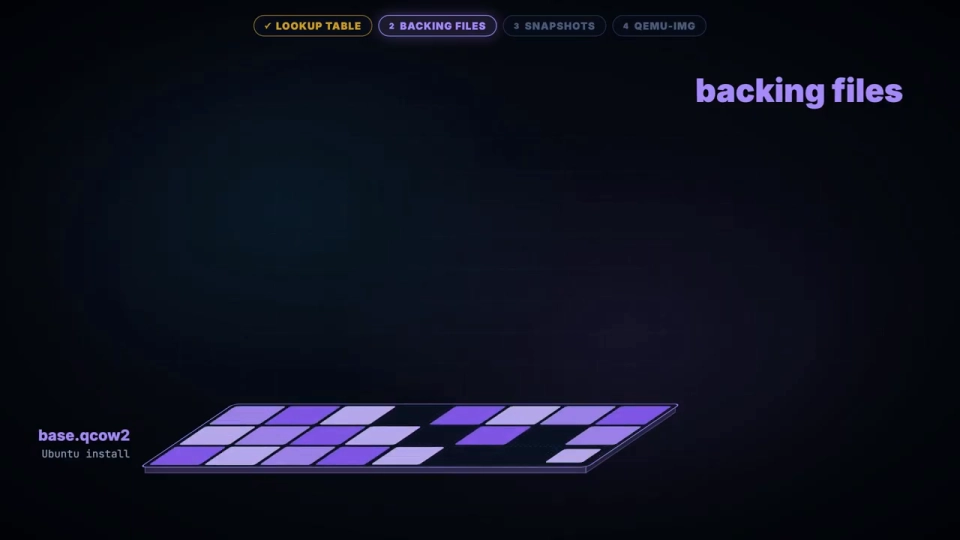 ✓ LOOKUP TABLE
2 BACKING FILES
3 SNAPSHOTS
4 QEMU-IMG
backing files
base.qcow2
Ubuntu install